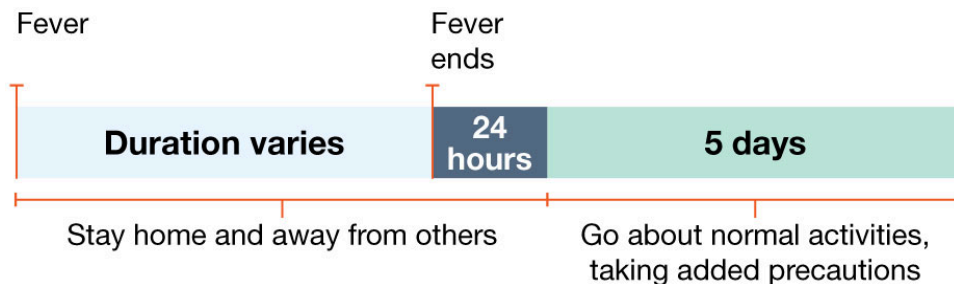 Fever
Fever
ends
Duration varies
24
hours
5 days
Stay home and away from others
Go about normal activities,
taking added precautions